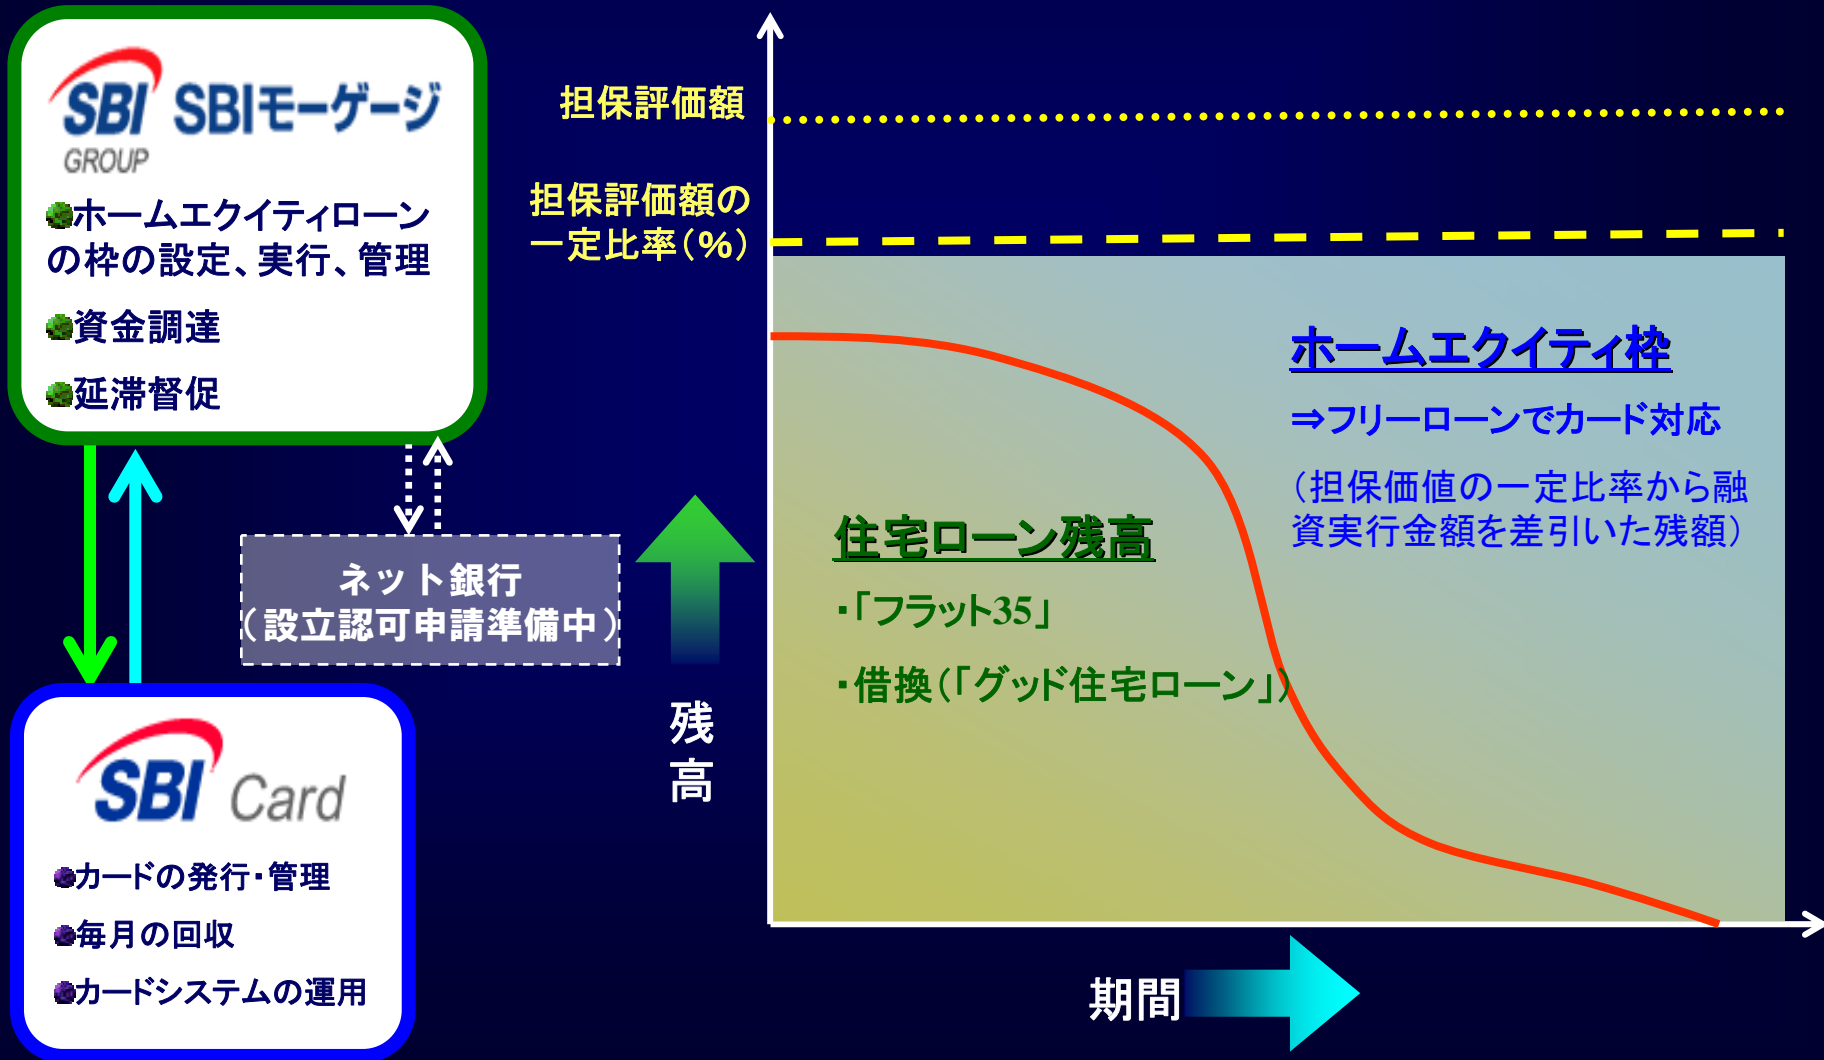 SBI
GROUP
SBIモーゲージ
●ホームエクイティローン
の枠の設定、実行、管理
●資金調達
●延滞督促
ネット銀行
（設立認可申請準備中）
SBI Card
●カードの発行・管理
●毎月の回収
●カードシステムの運用
担保評価額
担保評価額の
一定比率（％）
残
高
ホームエクイティ枠
⇒フリーローンでカード対応
（担保価値の一定比率から融
資実行金額を差引いた残額）
住宅ローン残高
・「フラット35」
・借換（「グッド住宅ローン」）
期間